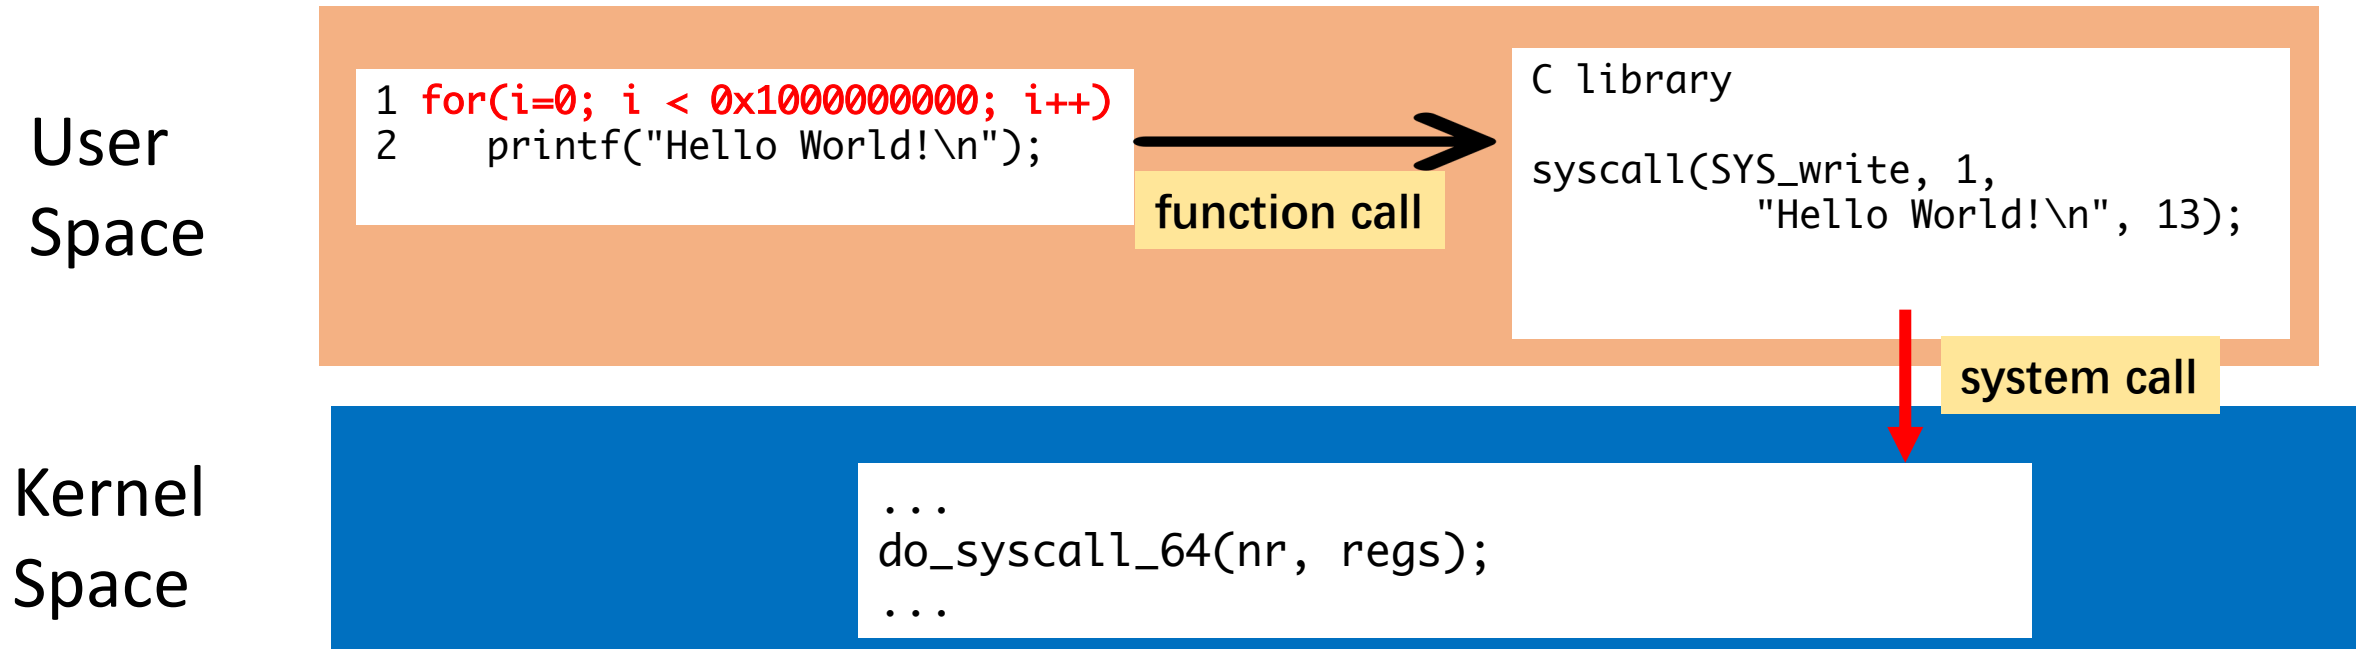 User
Space
1 for(i=0; i < 0x1000000000; i++)
2    printf("Hello World!\n");
function call
C library
syscall(SYS_write, 1,
"Hello World!\n", 13);
system call
Kernel
Space
...
do_syscall_64(nr, regs);
...